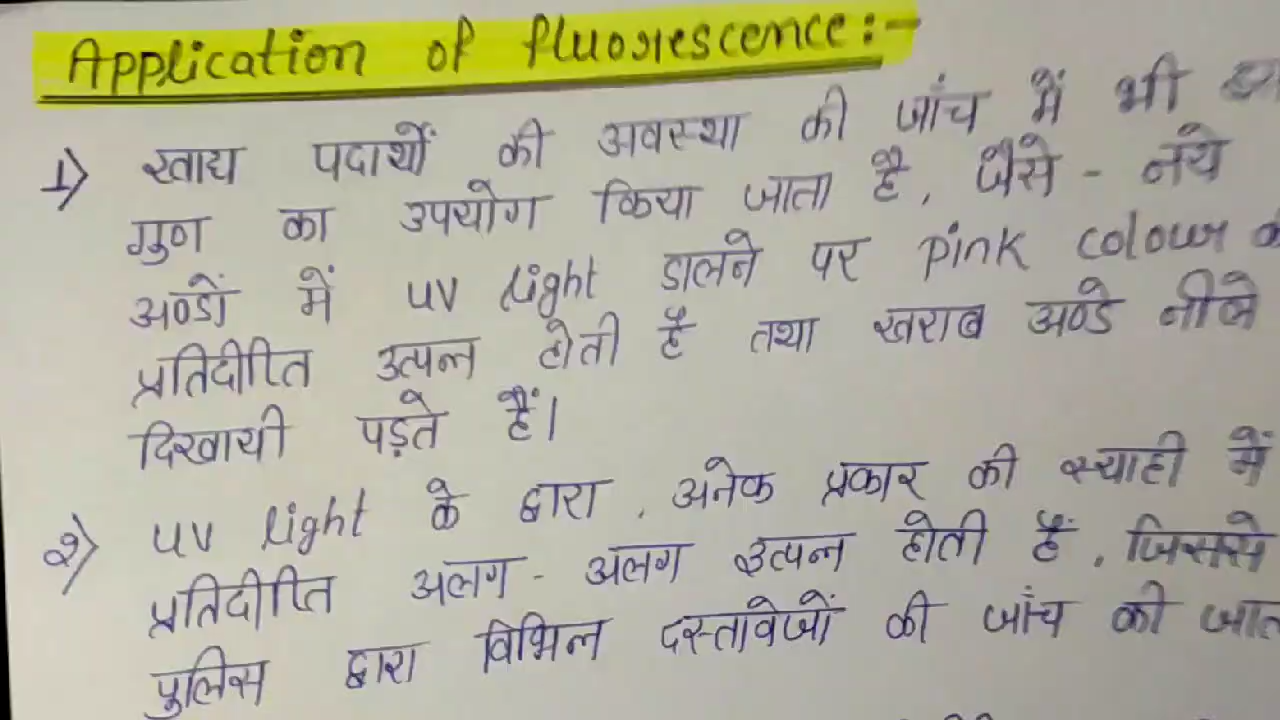 Application of fluorescence:-
1) खाद्य पदार्थों की अवस्था की जांच में भी
गुण का उपयोग किया जाता है, जैसे - नये
अण्डों में uv light डालने पर pink colour
प्रतिदीप्ति उत्पन्न होती है तथा खराब अण्डे नीले
दिखायी पड़ते हैं।
2) uv light के द्वारा, अनेक प्रकार की स्याही में
प्रतिदीप्ति अलग - अलग उत्पन्न होती हैं, जिससे
पुलिस द्वारा विभिन्न दस्तावेजों की जांच की